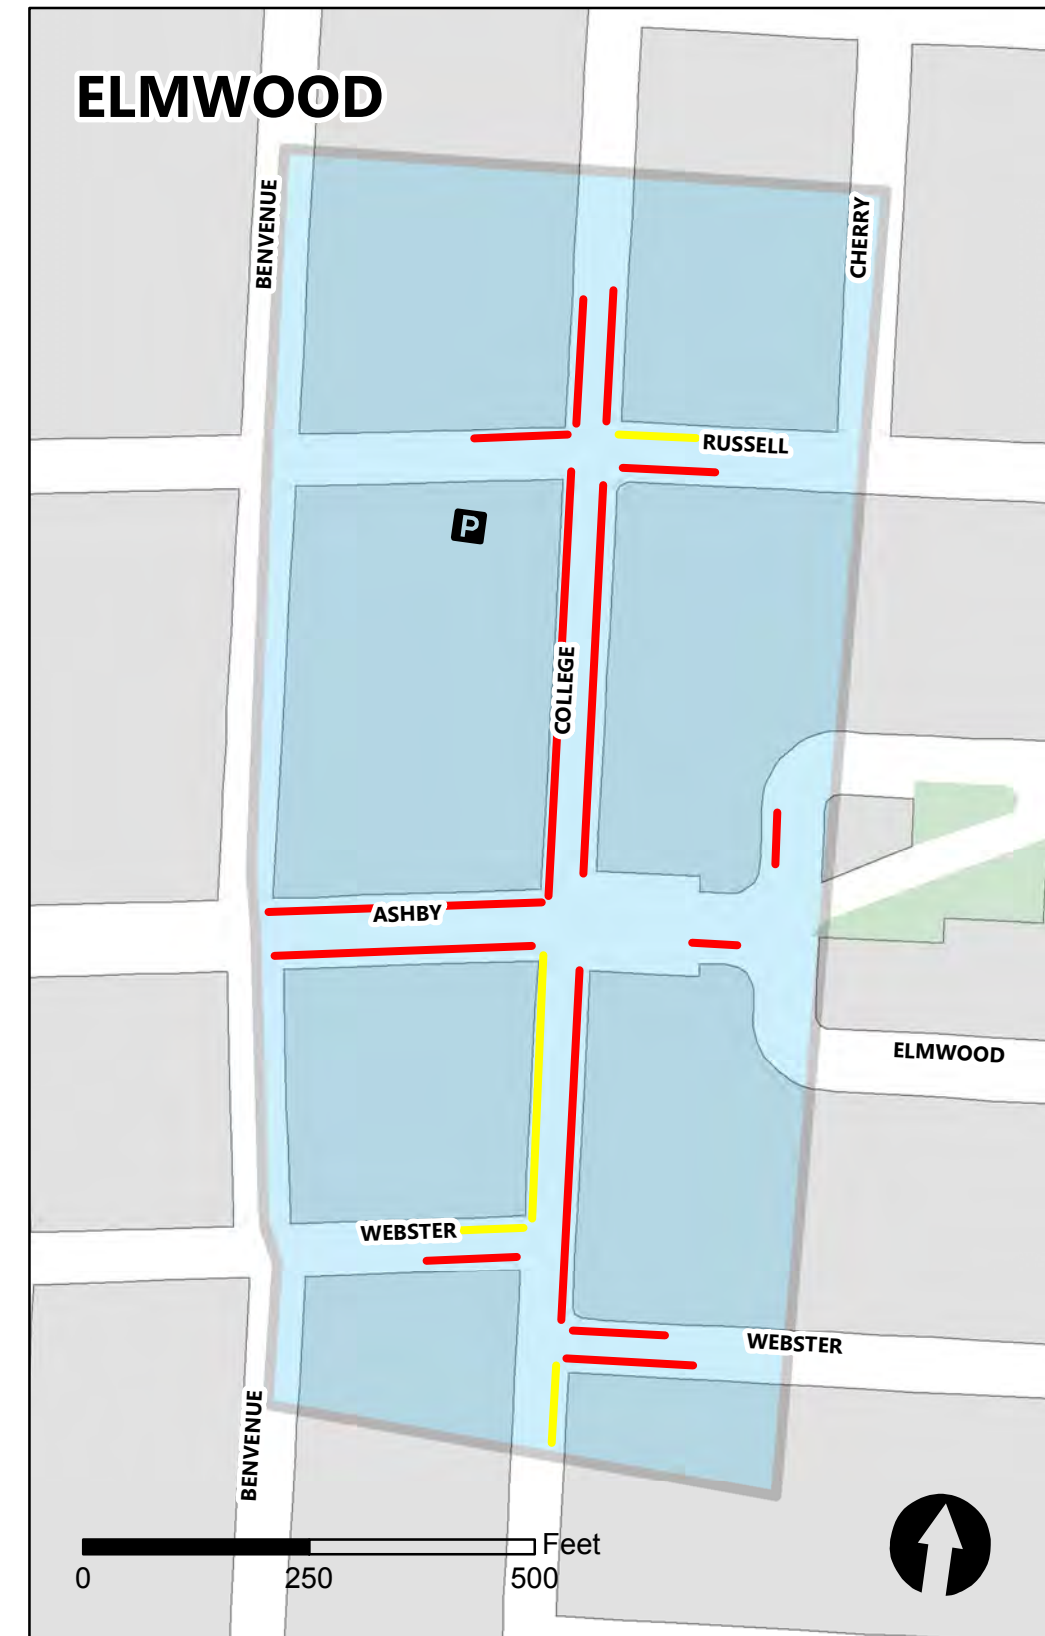 ELMWOOD
BENVENUE
CHERRY
RUSSELL
P
COLLEGE
ASHBY
ELMWOOD
WEBSTER
WEBSTER
BENVENUE
Feet
0 250 500